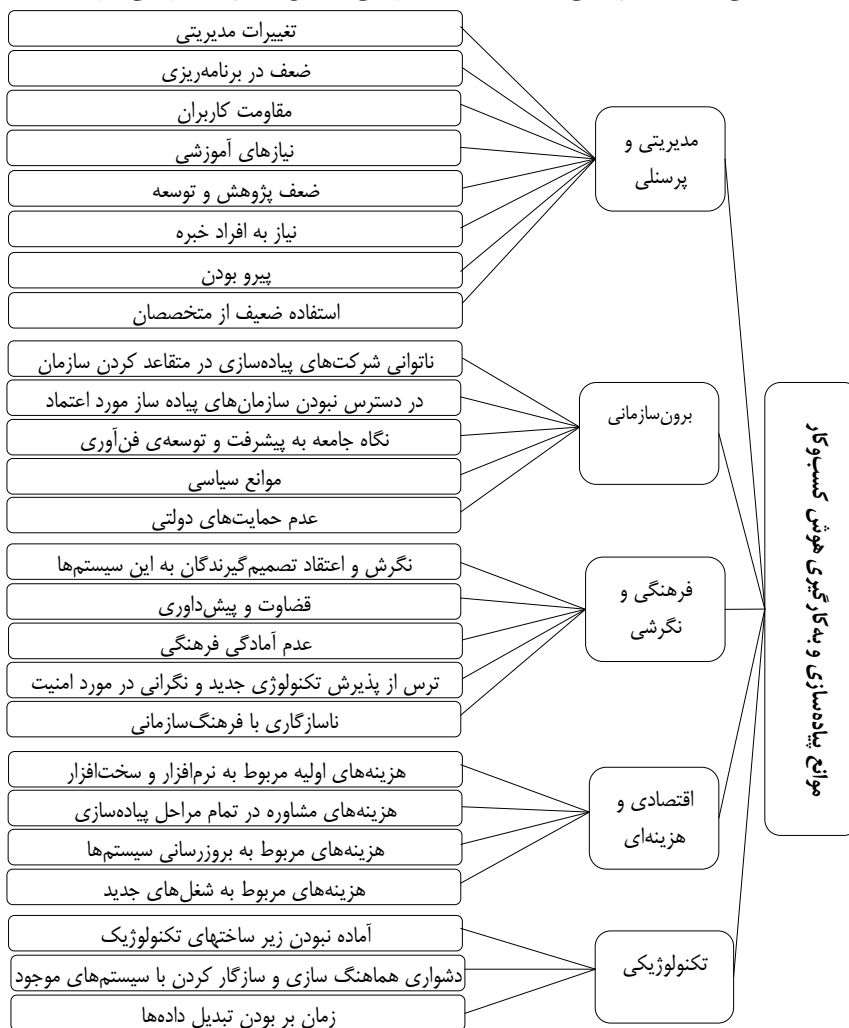 موانع پیاده‌سازی و به‌کارگیری هوش کسب‌وکار
مدیریتی و
پرسنلی
تغییرات مدیریتی
ضعف در برنامه‌ریزی
مقاومت کاربران
نیازهای آموزشی
ضعف پژوهش و توسعه
نیاز به افراد خبره
پیرو بودن
استفاده ضعیف از متخصصان
برون‌سازمانی
ناتوانی شرکت‌های پیاده‌سازی در متقاعد کردن سازمان
در دسترس نبودن سازمان‌های پیاده ساز مورد اعتماد
نگاه جامعه به پیشرفت و توسعه‌ی فن‌آوری
موانع سیاسی
عدم حمایت‌های دولتی
فرهنگی و
نگرشی
نگرش و اعتقاد تصمیم‌گیرندگان به این سیستم‌ها
قضاوت و پیش‌داوری
عدم آمادگی فرهنگی
ترس از پذیرش تکنولوژی جدید و نگرانی در مورد امنیت
ناسازگاری با فرهنگ‌سازمانی
اقتصادی و
هزینه‌ای
هزینه‌های اولیه مربوط به نرم‌افزار و سخت‌افزار
هزینه‌های مشاوره در تمام مراحل پیاده‌سازی
هزینه‌های مربوط به بروزرسانی سیستم‌ها
هزینه‌های مربوط به شغل‌های جدید
تکنولوژیکی
آماده نبودن زیر ساختهای تکنولوژیک
دشواری هماهنگ سازی و سازگار کردن با سیستم‌های موجود
زمان بر بودن تبدیل داده‌ها